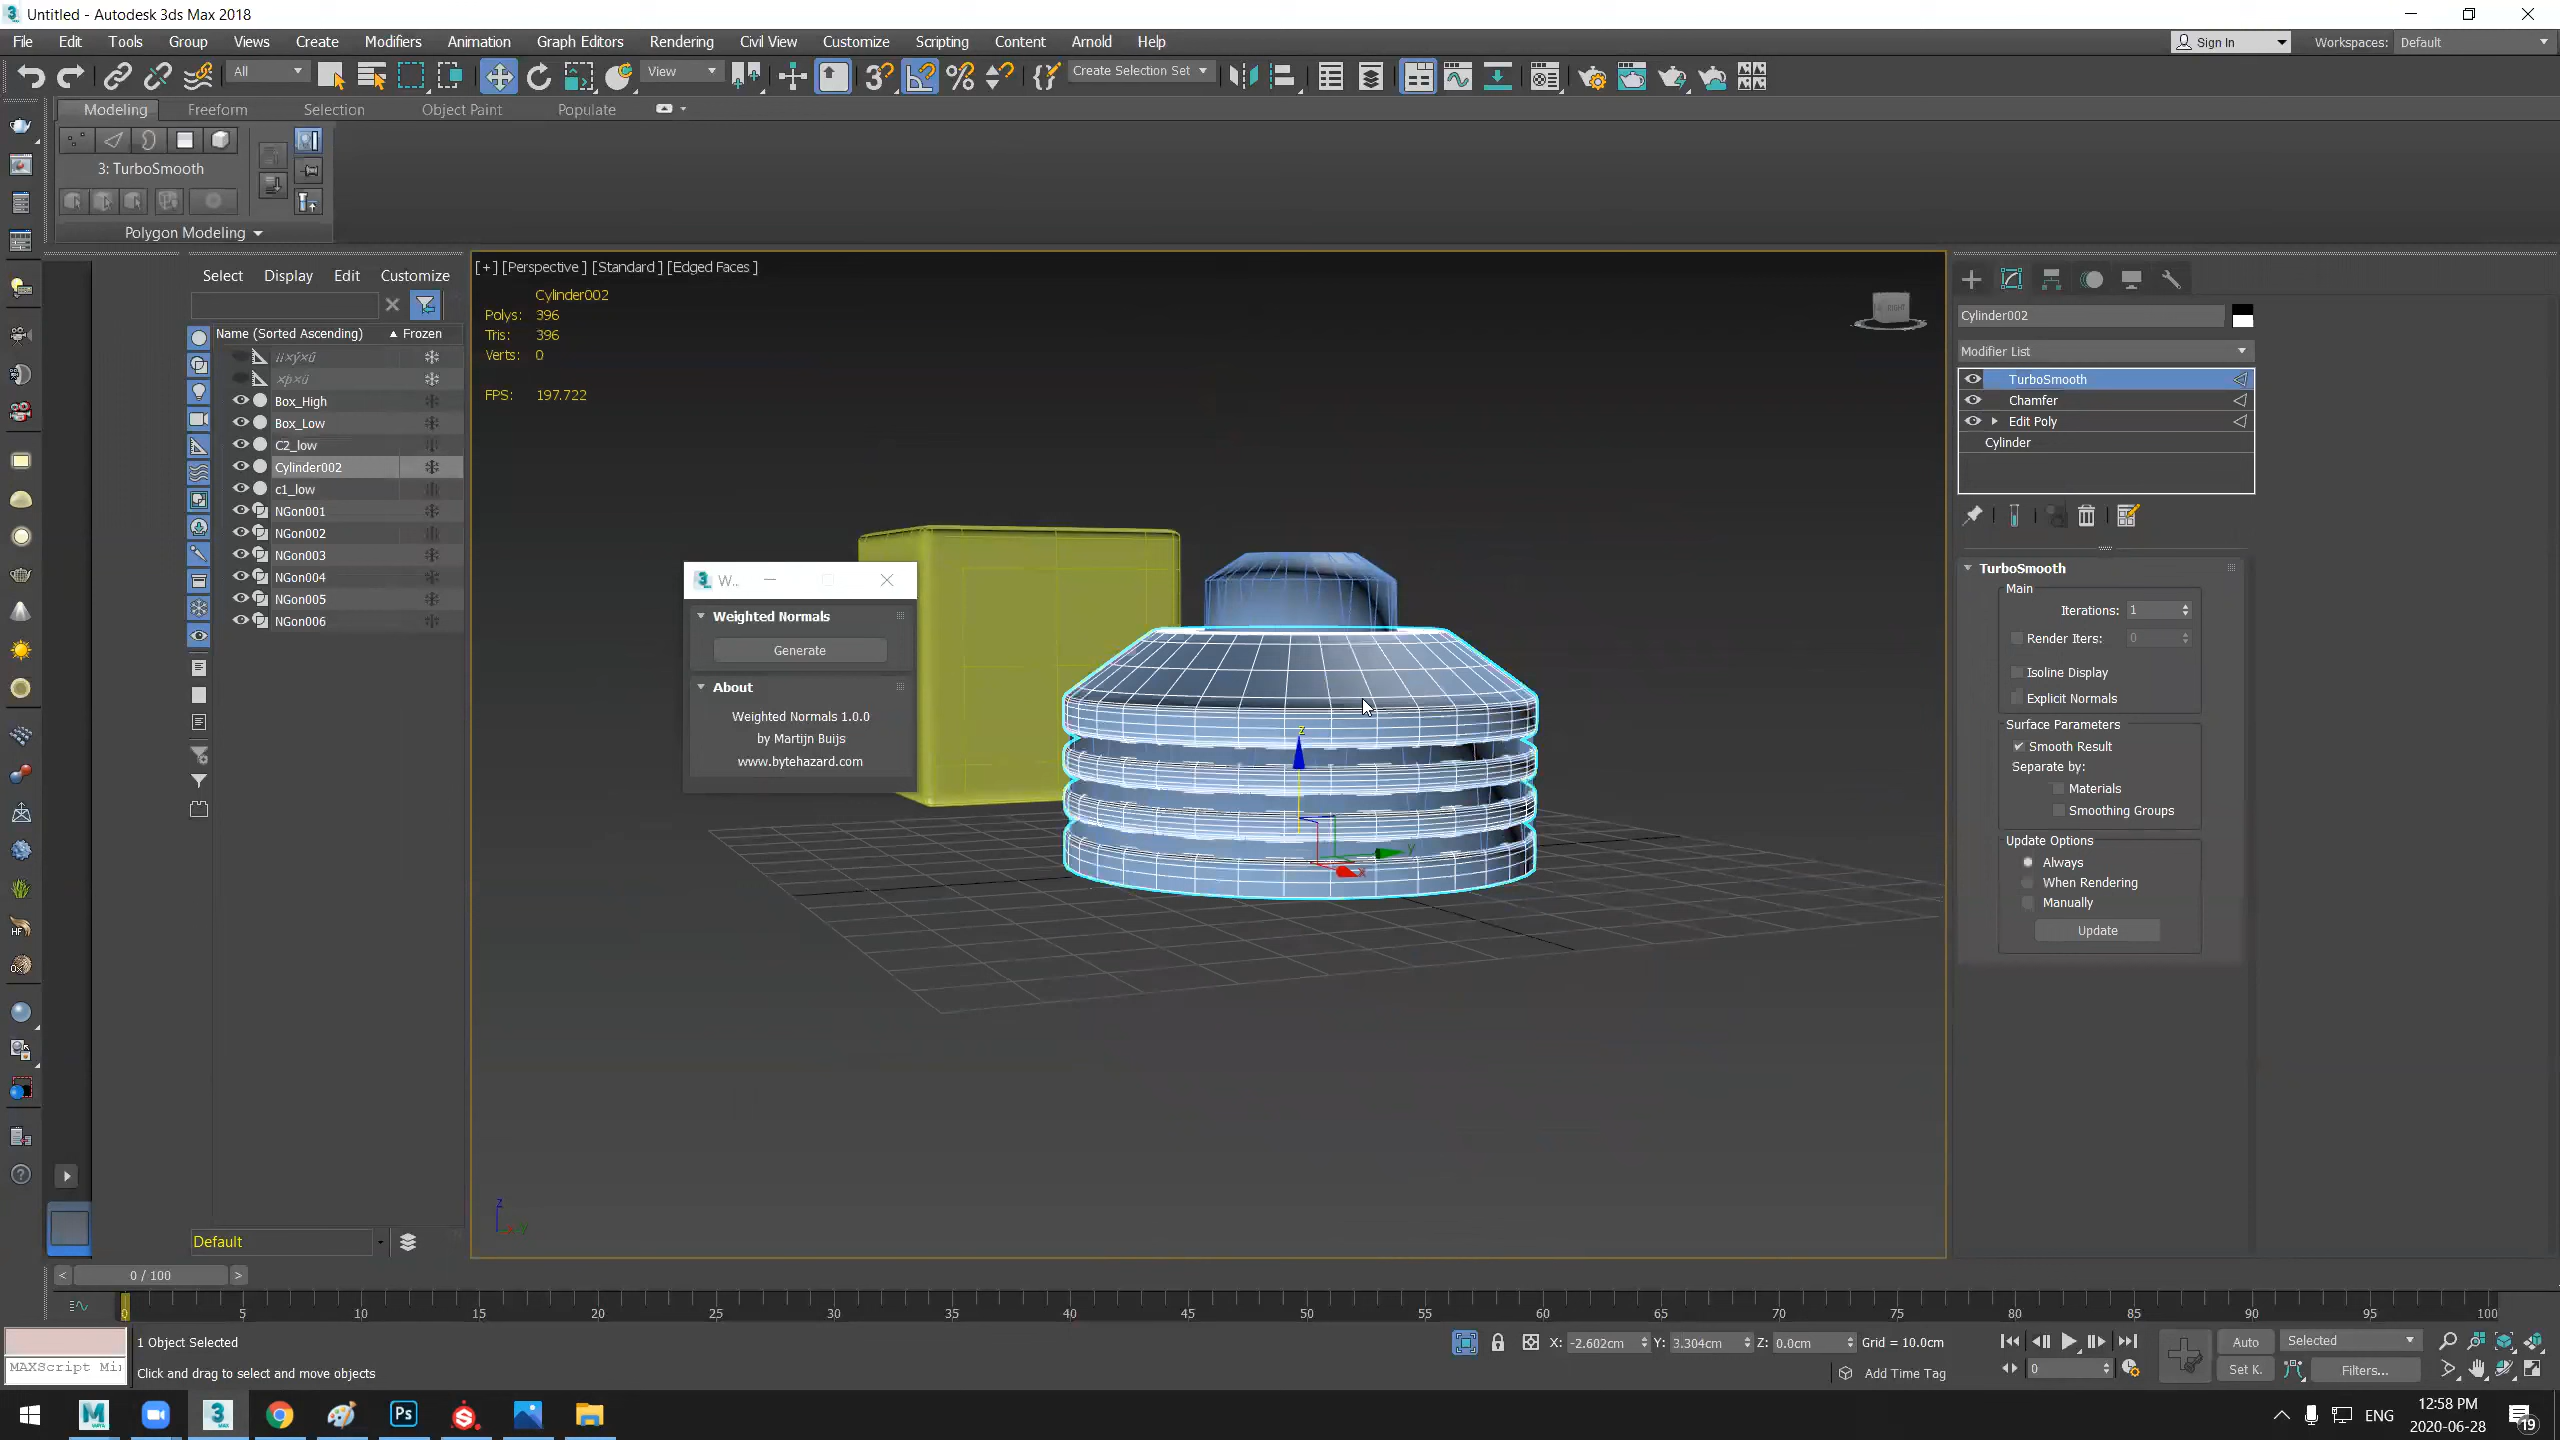 Untitled - Autodesk 3ds Max 2018
File Edit Tools Group Views Create Modifiers Animation Graph Editors Rendering Civil View Customize Scripting Content Arnold Help
Sign In Workspaces: Default
All View Create Selection Set
Modeling Freeform Selection Object Paint Populate
3: TurboSmooth
Polygon Modeling
Select Display Edit Customize
Name (Sorted Ascending) Frozen
Box_High
Box_Low
C2_low
Cylinder002
c1_low
NGon001
NGon002
NGon003
NGon004
NGon005
NGon006
Default
[+] [Perspective ] [Standard ] [Edged Faces ]
Cylinder002
Polys: 396
Tris: 396
Verts: 0
FPS: 197.722
RIGHT
W..
Weighted Normals
Generate
About
Weighted Normals 1.0.0
by Martijn Buijs
www.bytehazard.com
z
y
x
Cylinder002
Modifier List
TurboSmooth
Chamfer
Edit Poly
Cylinder
TurboSmooth
Main
Iterations: 1
Render Iters: 0
Isoline Display
Explicit Normals
Surface Parameters
Smooth Result
Separate by:
Materials
Smoothing Groups
Update Options
Always
When Rendering
Manually
Update
< 0 / 100 >
0 5 10 15 20 25 30 35 40 45 50 55 60 65 70 75 80 85 90 95 100
1 Object Selected
X: -2.602cm Y: 3.304cm Z: 0.0cm Grid = 10.0cm
Auto Selected
MAXScript Mi
Click and drag to select and move objects
Add Time Tag
0
Set K. Filters...
ENG
12:58 PM
2020-06-28
19